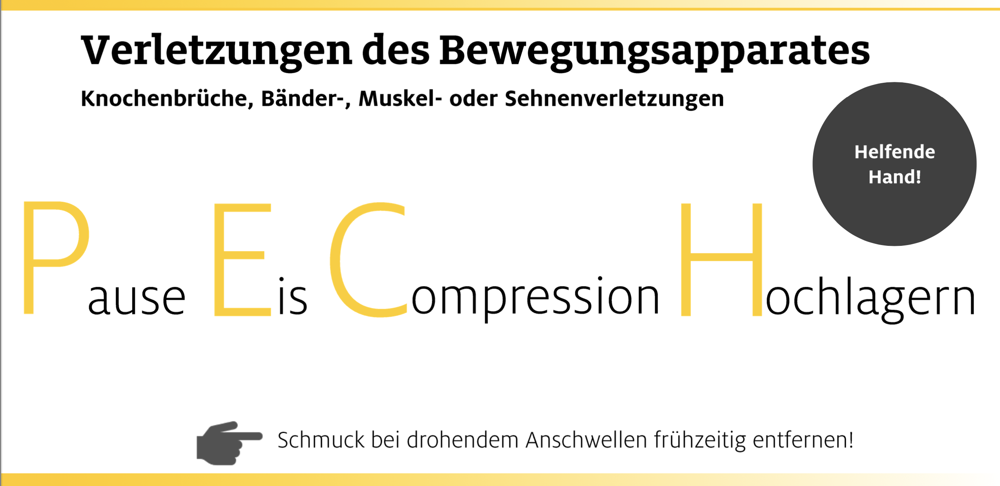 Verletzungen des Bewegungsapparates
Knochenbrüche, Bänder-, Muskel- oder Sehnenverletzungen
Helfende
Hand!
Pause Eis Compression Hochlagern
Schmuck bei drohendem Anschwellen frühzeitig entfernen!